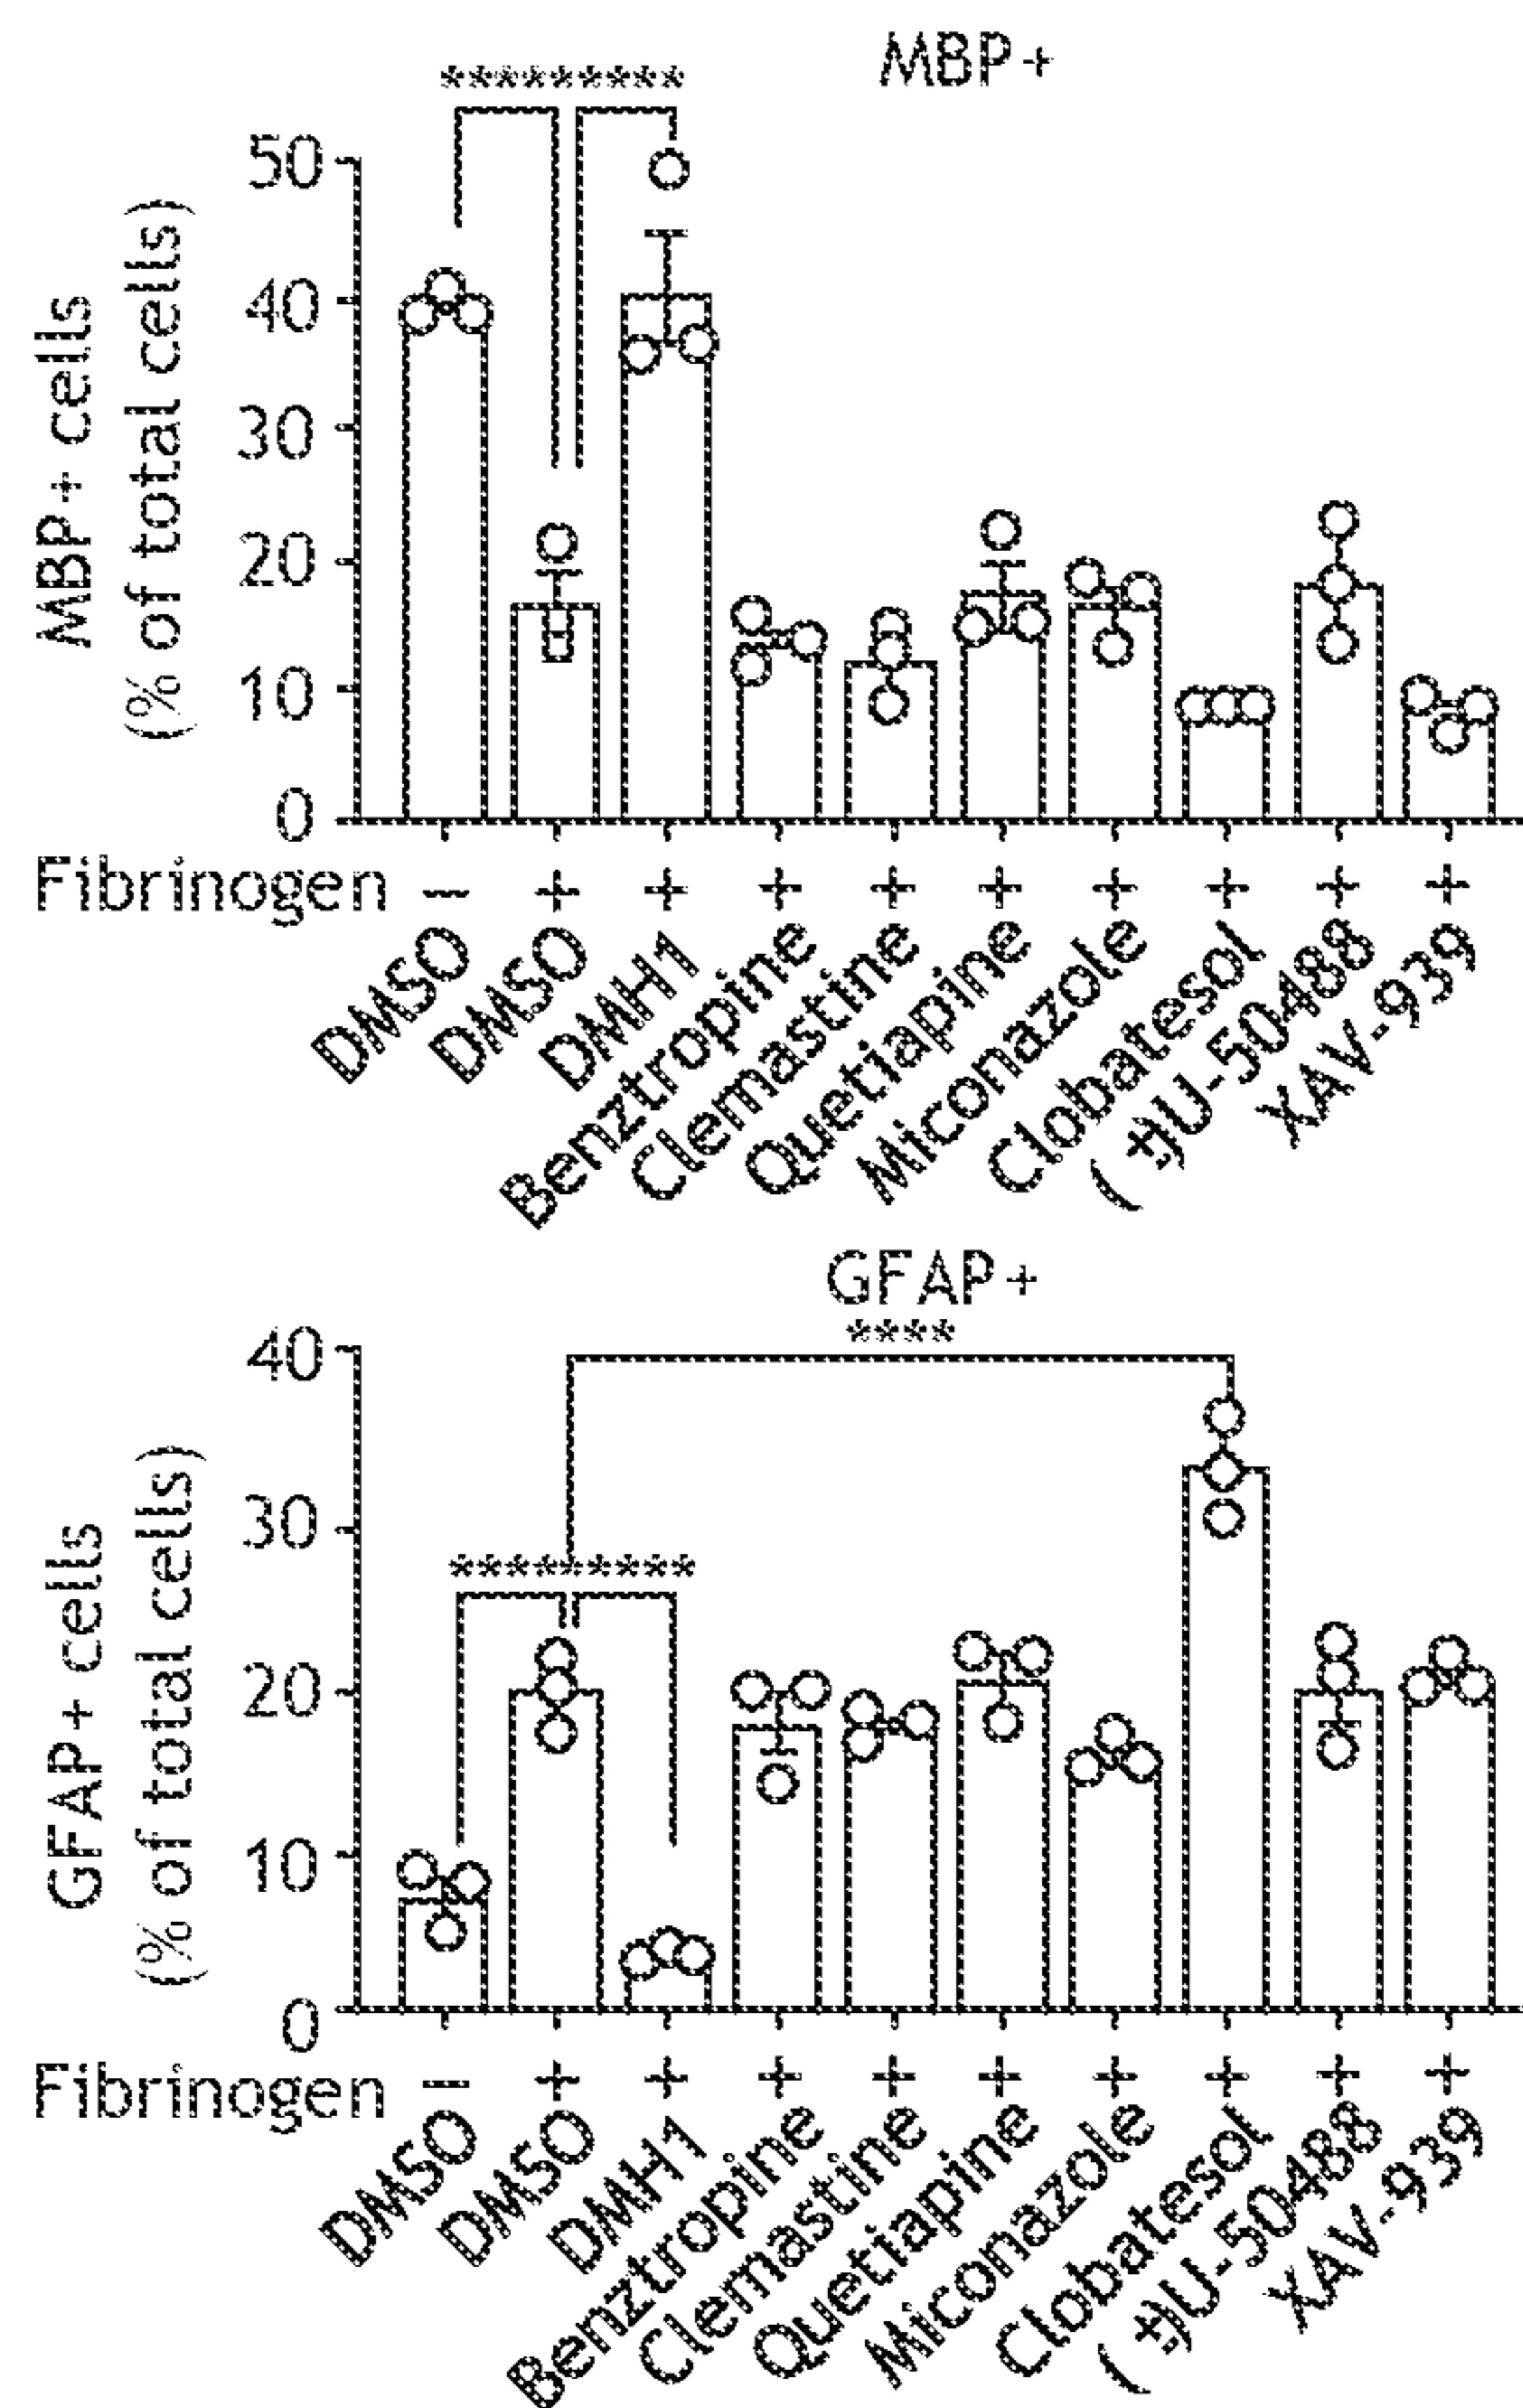 MBP+
*********
MBP+ cells
(% of total cells)
50
40
30
20
10
0
Fibrinogen − + + + + + + + + +
DMSO
DMSO
DMH1
Benztropine
Clemastine
Quetiapine
Miconazole
Clobatesol
(±)U-50488
XAV-939
GFAP+
****
*********
GFAP+ cells
(% of total cells)
40
30
20
10
0
Fibrinogen − + + + + + + + + +
DMSO
DMSO
DMH1
Benztropine
Clemastine
Quetiapine
Miconazole
Clobatesol
(±)U-50488
XAV-939